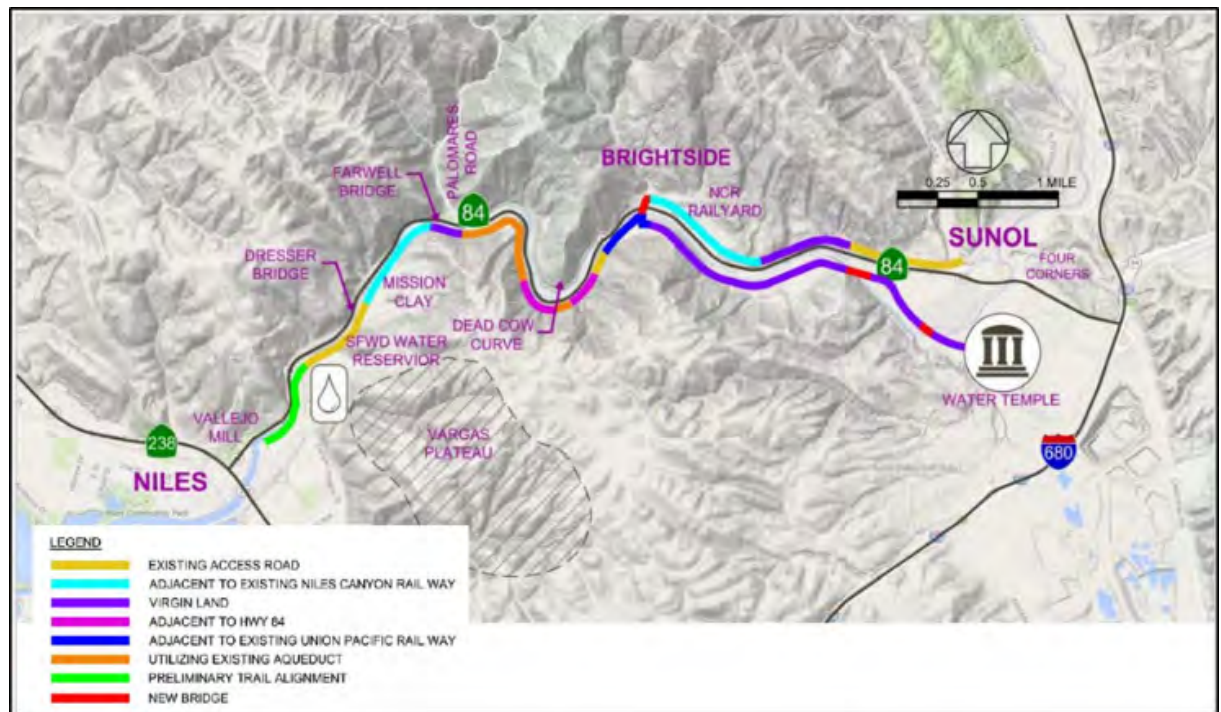 PALOMARES
ROAD
FARWELL
BRIDGE
84
BRIGHTSIDE
NCR
RAILYARD
0.25 0.5 1 MILE
SUNOL
FOUR
CORNERS
84
DRESSER
BRIDGE
MISSION
CLAY
SFWD WATER
RESERVIOR
DEAD COW
CURVE
WATER TEMPLE
VALLEJO
MILL
VARGAS
PLATEAU
238
NILES
680
LEGEND
EXISTING ACCESS ROAD
ADJACENT TO EXISTING NILES CANYON RAIL WAY
VIRGIN LAND
ADJACENT TO HWY 84
ADJACENT TO EXISTING UNION PACIFIC RAIL WAY
UTILIZING EXISTING AQUEDUCT
PRELIMINARY TRAIL ALIGNMENT
NEW BRIDGE